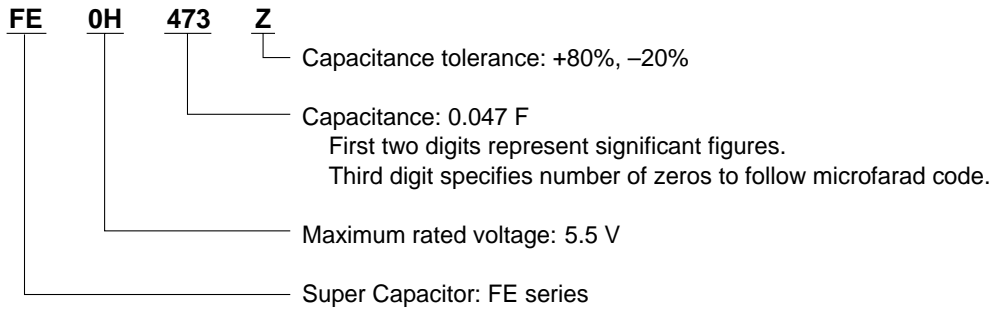 FE 0H 473 Z
Capacitance tolerance: +80%, –20%
Capacitance: 0.047 F
First two digits represent significant figures.
Third digit specifies number of zeros to follow microfarad code.
Maximum rated voltage: 5.5 V
Super Capacitor: FE series